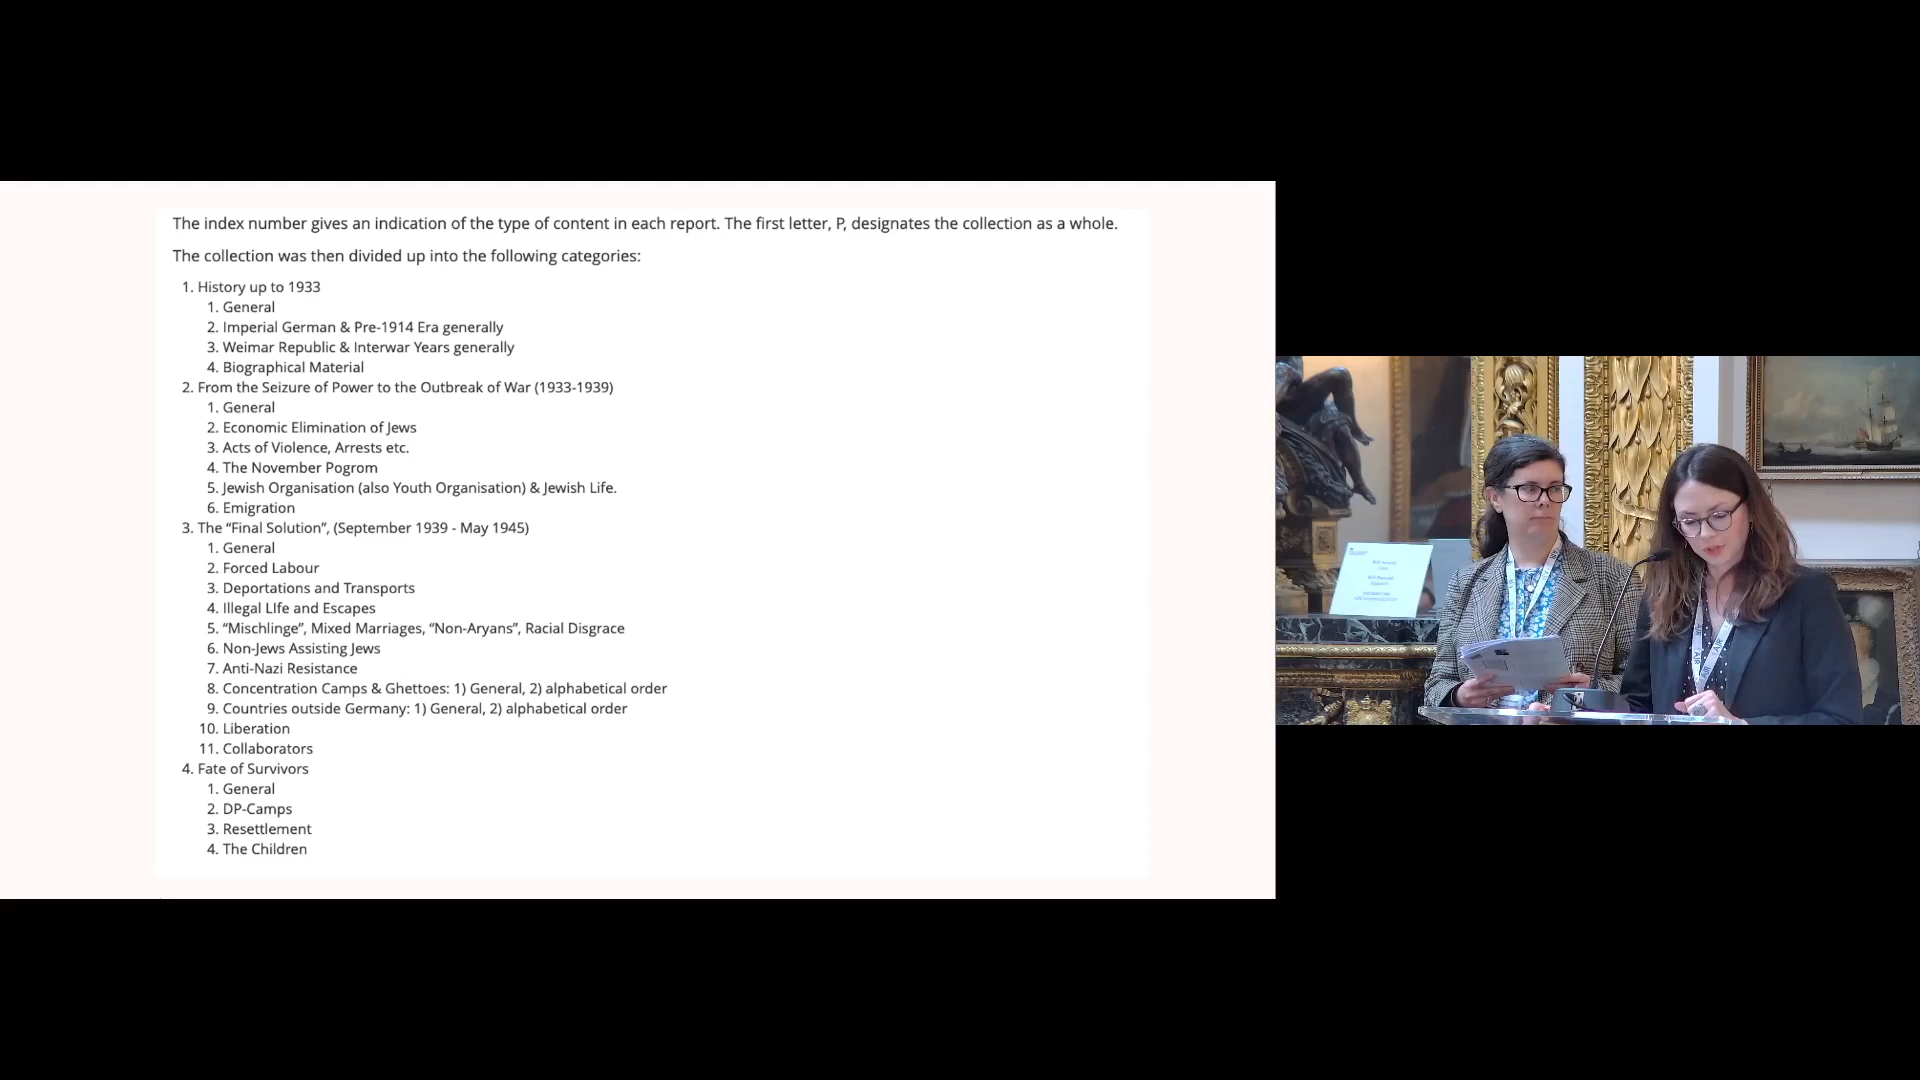 The index number gives an indication of the type of content in each report. The first letter, P, designates the collection as a whole.
The collection was then divided up into the following categories:
1. History up to 1933
1. General
2. Imperial German & Pre-1914 Era generally
3. Weimar Republic & Interwar Years generally
4. Biographical Material
2. From the Seizure of Power to the Outbreak of War (1933-1939)
1. General
2. Economic Elimination of Jews
3. Acts of Violence, Arrests etc.
4. The November Pogrom
5. Jewish Organisation (also Youth Organisation) & Jewish Life.
6. Emigration
3. The “Final Solution”, (September 1939 - May 1945)
1. General
2. Forced Labour
3. Deportations and Transports
4. Illegal LIfe and Escapes
5. “Mischlinge”, Mixed Marriages, “Non-Aryans”, Racial Disgrace
6. Non-Jews Assisting Jews
7. Anti-Nazi Resistance
8. Concentration Camps & Ghettoes: 1) General, 2) alphabetical order
9. Countries outside Germany: 1) General, 2) alphabetical order
10. Liberation
11. Collaborators
4. Fate of Survivors
1. General
2. DP-Camps
3. Resettlement
4. The Children